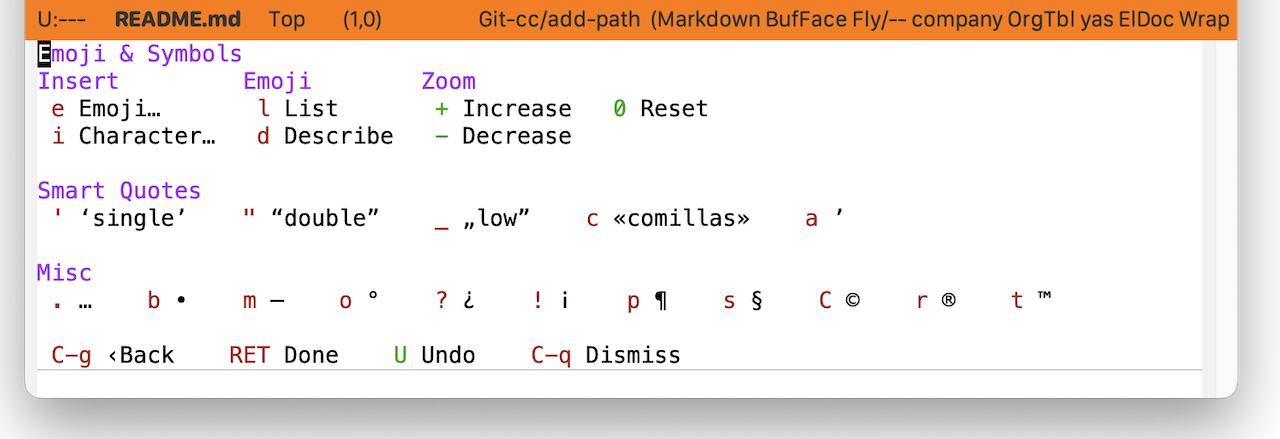 U:--- README.md Top (1,0) Git-cc/add-path (Markdown BufFace Fly/-- company OrgTbl yas ElDoc Wrap
Emoji & Symbols
Insert Emoji Zoom
e Emoji… l List + Increase 0 Reset
i Character… d Describe - Decrease
Smart Quotes
' ‘single’ " “double” _ „low” c «comillas» a ’
Misc
. … b • m — o ° ? ¿ ! ¡ p ¶ s § C © r ® t ™
C-g ‹Back RET Done U Undo C-q Dismiss